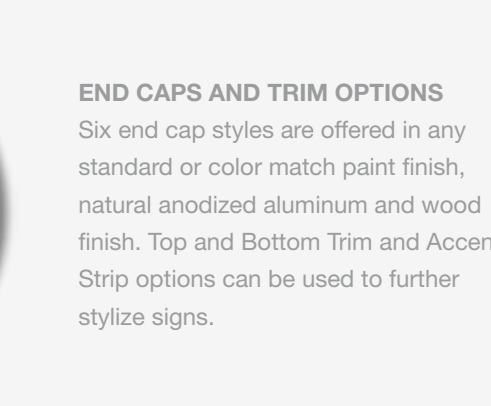 END CAPS AND TRIM OPTIONS
Six end cap styles are offered in any
standard or color match paint finish,
natural anodized aluminum and wood
finish. Top and Bottom Trim and Accen
Strip options can be used to further
stylize signs.